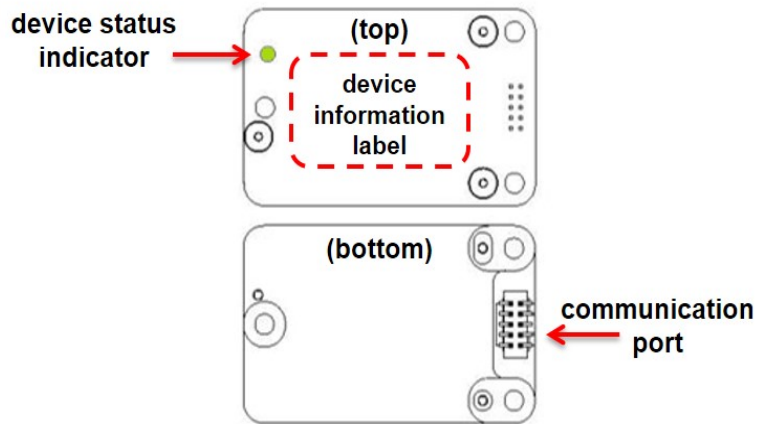 device status
indicator
(top)
device
information
label
(bottom)
communication
port